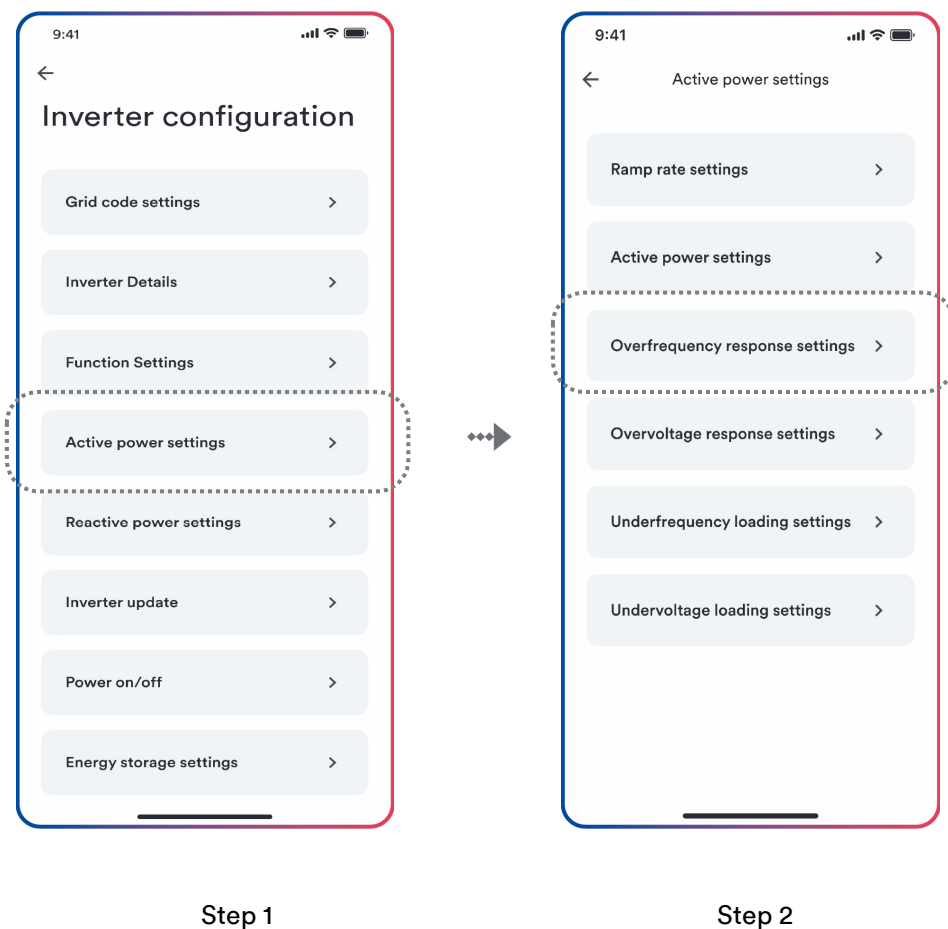 9:41
Inverter configuration
Grid code settings
Inverter Details
Function Settings
Active power settings
Reactive power settings
Inverter update
Power on/off
Energy storage settings
Step 1
9:41
Active power settings
Ramp rate settings
Active power settings
Overfrequency response settings
Overvoltage response settings
Underfrequency loading settings
Undervoltage loading settings
Step 2